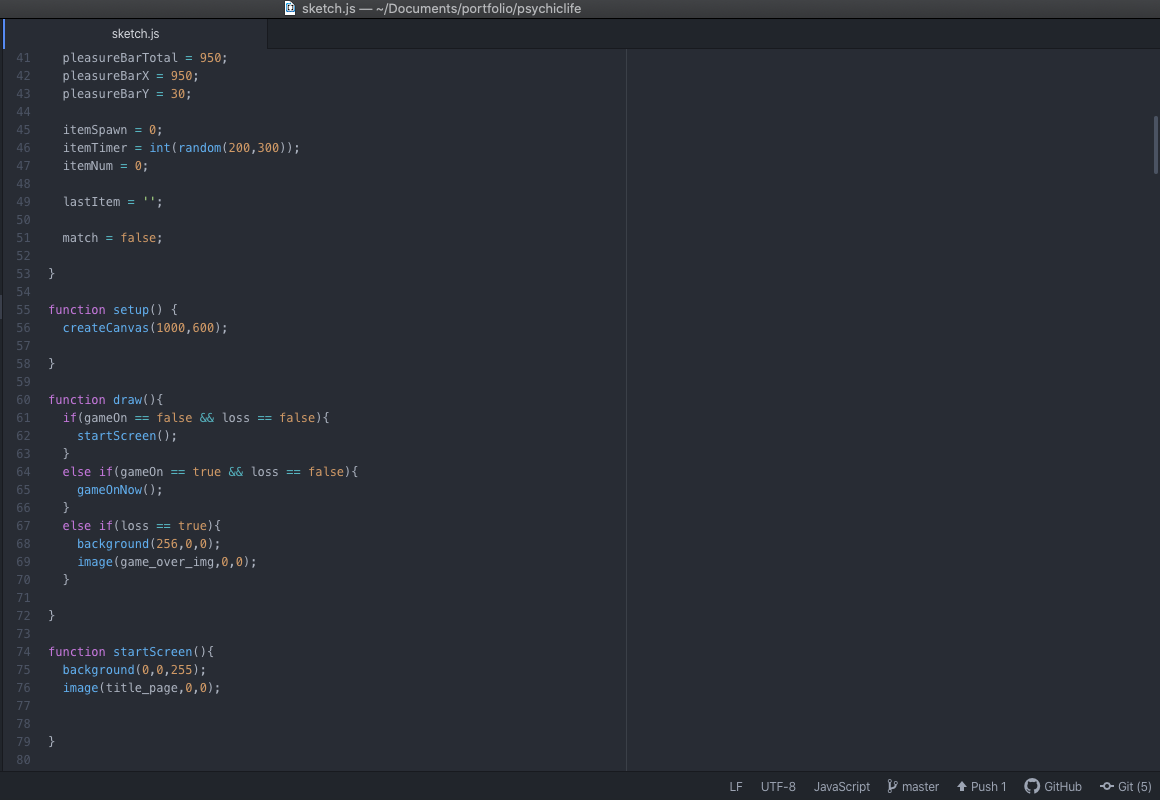 sketch.js — ~/Documents/portfolio/psychiclife
sketch.js
41 pleasureBarTotal = 950;
42 pleasureBarX = 950;
43 pleasureBarY = 30;
44
45 itemSpawn = 0;
46 itemTimer = int(random(200,300));
47 itemNum = 0;
48
49 lastItem = '';
50
51 match = false;
52
53 }
54
55 function setup() {
56 createCanvas(1000,600);
57
58 }
59
60 function draw(){
61 if(gameOn == false && loss == false){
62 startScreen();
63 }
64 else if(gameOn == true && loss == false){
65 gameOnNow();
66 }
67 else if(loss == true){
68 background(256,0,0);
69 image(game_over_img,0,0);
70 }
71
72 }
73
74 function startScreen(){
75 background(0,0,255);
76 image(title_page,0,0);
77
78
79 }
80
LF UTF-8 JavaScript master Push 1 GitHub Git (5)